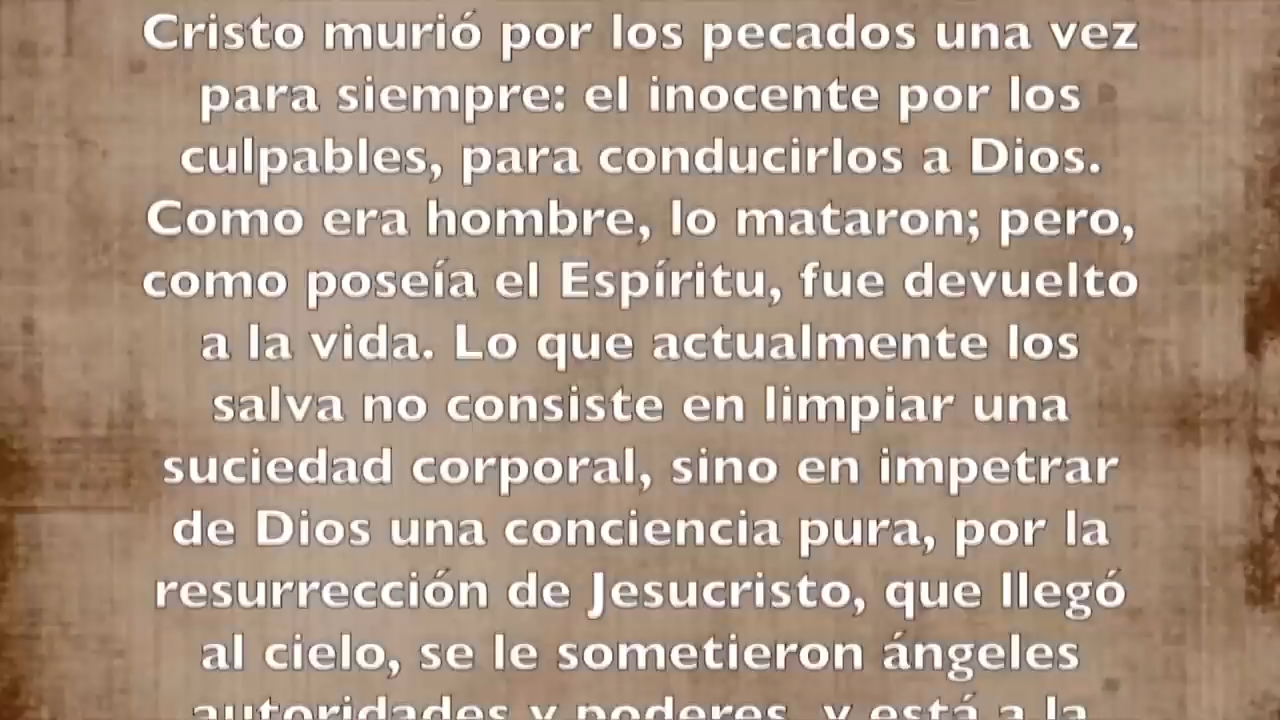 Cristo murió por los pecados una vez
para siempre: el inocente por los
culpables, para conducirlos a Dios.
Como era hombre, lo mataron; pero,
como poseía el Espíritu, fue devuelto
a la vida. Lo que actualmente los
salva no consiste en limpiar una
suciedad corporal, sino en impetrar
de Dios una conciencia pura, por la
resurrección de Jesucristo, que llegó
al cielo, se le sometieron ángeles
autoridades y poderes, y está a la